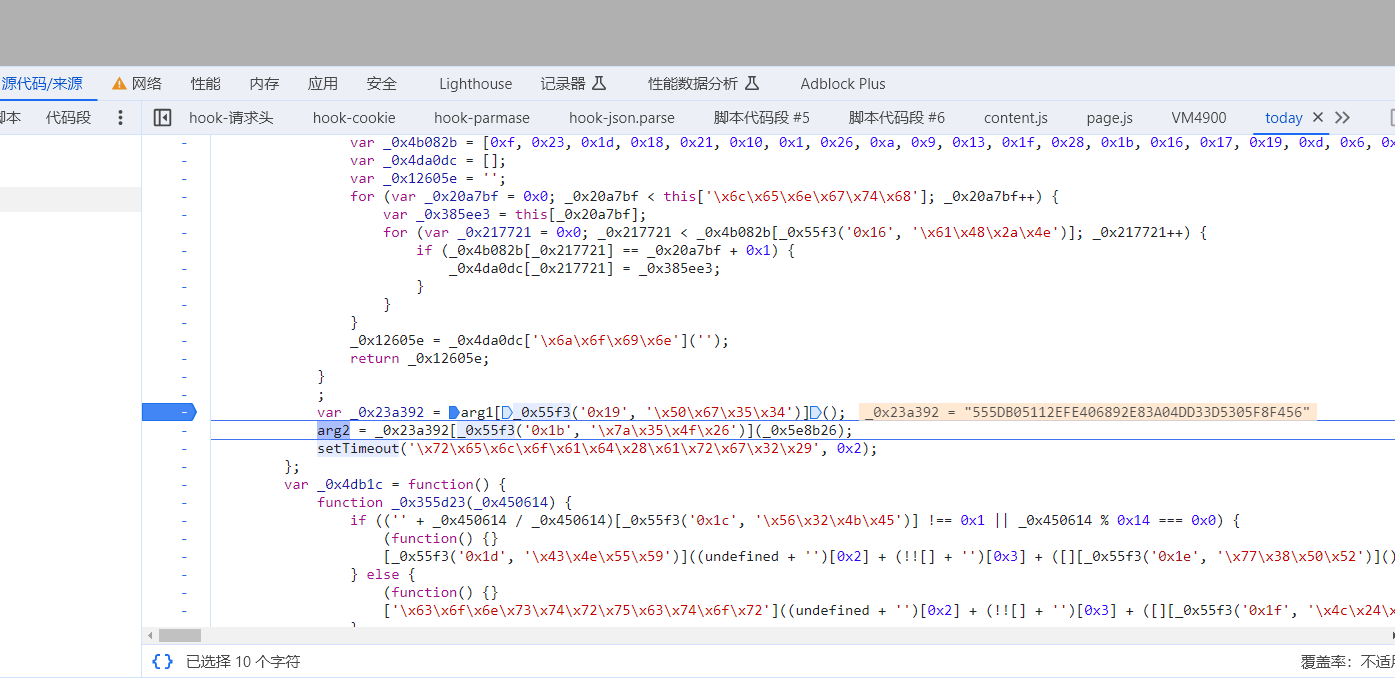 源代码/来源 网络 性能 内存 应用 安全 Lighthouse 记录器 性能数据分析 Adblock Plus
脚本 代码段 hook-请求头 hook-cookie hook-parmase hook-json.parse 脚本代码段 #5 脚本代码段 #6 content.js page.js VM4900 today
- var _0x4b082b = [0xf, 0x23, 0x1d, 0x18, 0x21, 0x10, 0x1, 0x26, 0xa, 0x9, 0x13, 0x1f, 0x28, 0x1b, 0x16, 0x17, 0x19, 0xd, 0x6, 0x
- var _0x4da0dc = [];
- var _0x12605e = '';
- for (var _0x20a7bf = 0x0; _0x20a7bf < this['\x6c\x65\x6e\x67\x74\x68']; _0x20a7bf++) {
- var _0x385ee3 = this[_0x20a7bf];
- for (var _0x217721 = 0x0; _0x217721 < _0x4b082b[_0x55f3('0x16', '\x61\x48\x2a\x4e')]; _0x217721++) {
- if (_0x4b082b[_0x217721] == _0x20a7bf + 0x1) {
- _0x4da0dc[_0x217721] = _0x385ee3;
- }
- }
- }
- _0x12605e = _0x4da0dc['\x6a\x6f\x69\x6e']('');
- return _0x12605e;
- }
- ;
- var _0x23a392 = arg1[_0x55f3('0x19', '\x50\x67\x35\x34')](); _0x23a392 = "555DB05112EFE406892E83A04DD33D5305F8F456"
- arg2 = _0x23a392[_0x55f3('0x1b', '\x7a\x35\x4f\x26')](_0x5e8b26);
- setTimeout('\x72\x65\x6c\x6f\x61\x64\x28\x61\x72\x67\x32\x29', 0x2);
- };
- var _0x4db1c = function() {
- function _0x355d23(_0x450614) {
- if (('' + _0x450614 / _0x450614)[_0x55f3('0x1c', '\x56\x32\x4b\x45')] !== 0x1 || _0x450614 % 0x14 === 0x0) {
- (function() {}
- [_0x55f3('0x1d', '\x43\x4e\x55\x59')]((undefined + '')[0x2] + (!![] + '')[0x3] + ([][_0x55f3('0x1e', '\x77\x38\x50\x52')]()
- } else {
- (function() {}
- ['\x63\x6f\x6e\x73\x74\x72\x75\x63\x74\x6f\x72']((undefined + '')[0x2] + (!![] + '')[0x3] + ([][_0x55f3('0x1f', '\x4c\x24\x
{} 已选择 10 个字符 覆盖率：不适用